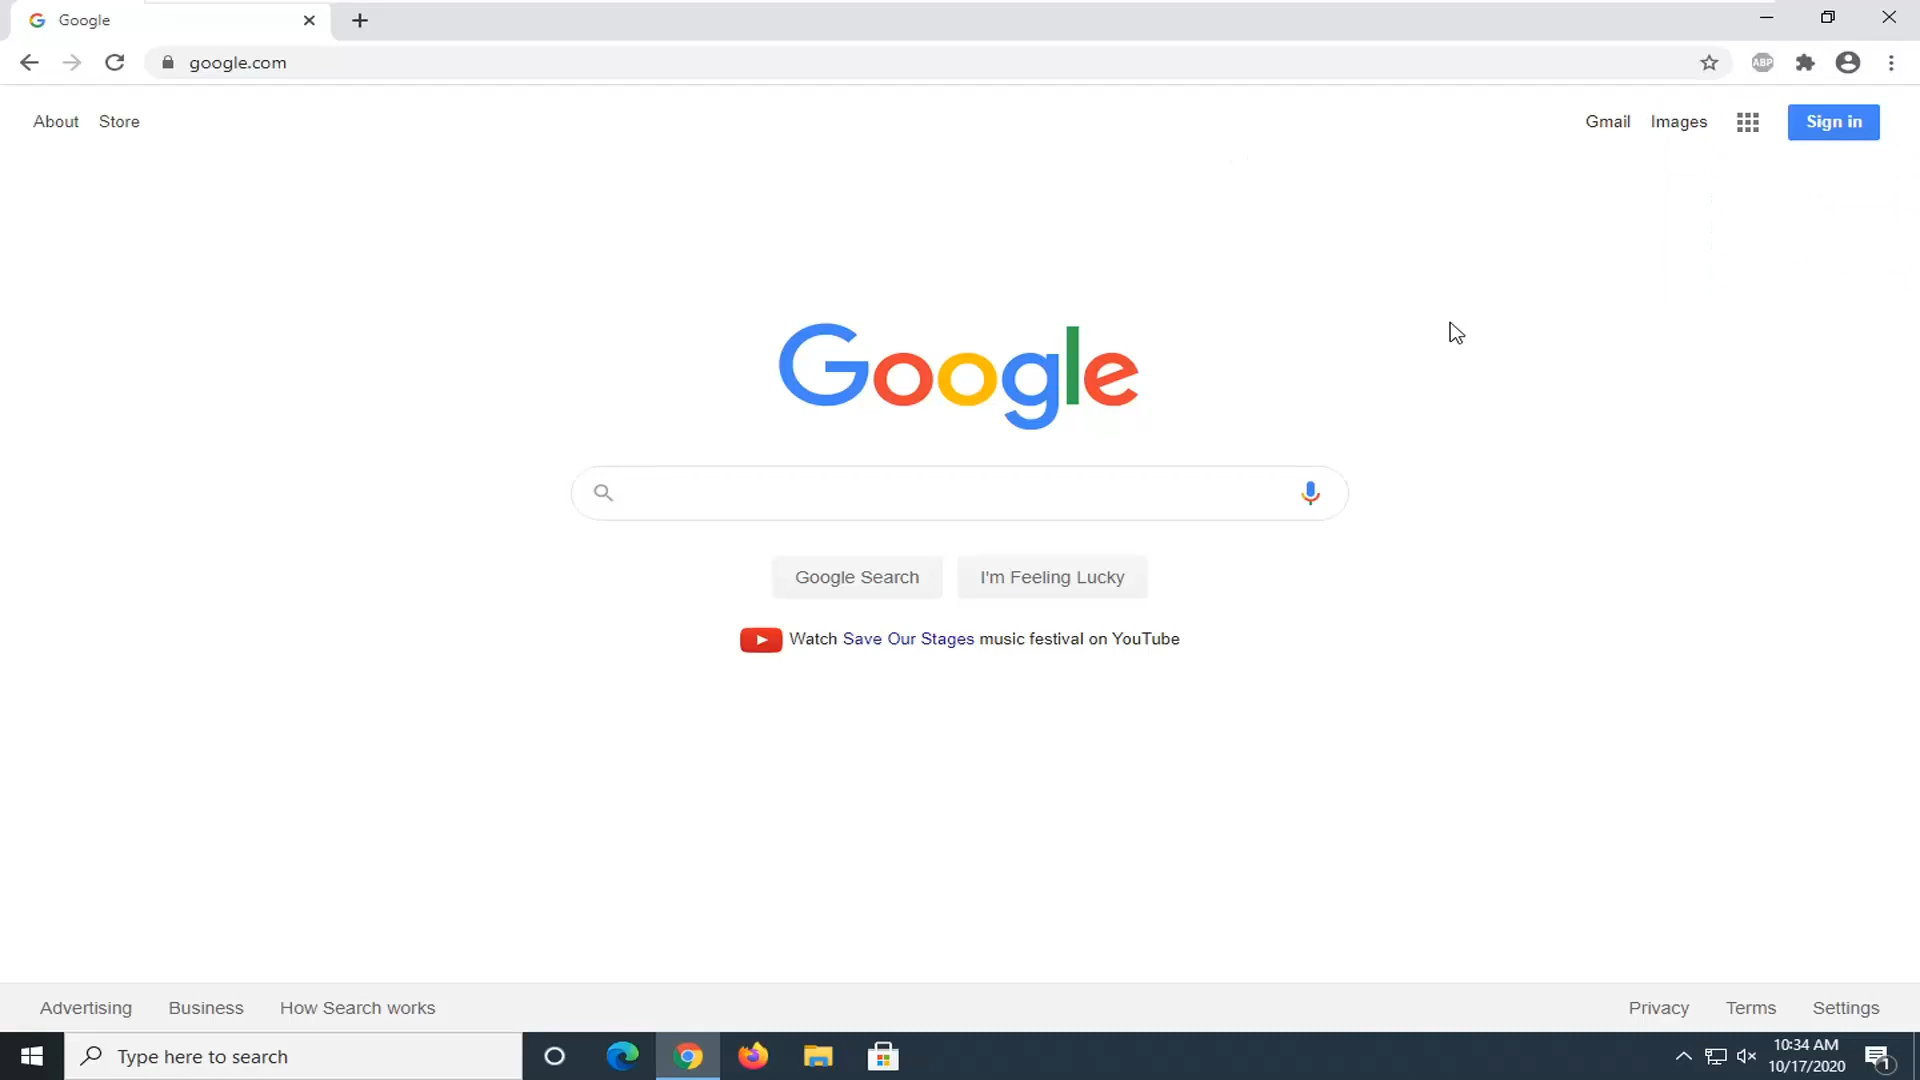 Google
google.com
ABP
About Store
Gmail Images Sign in
Google
Google Search I'm Feeling Lucky
Watch Save Our Stages music festival on YouTube
Advertising Business How Search works
Privacy Terms Settings
Type here to search
10:34 AM
10/17/2020
1